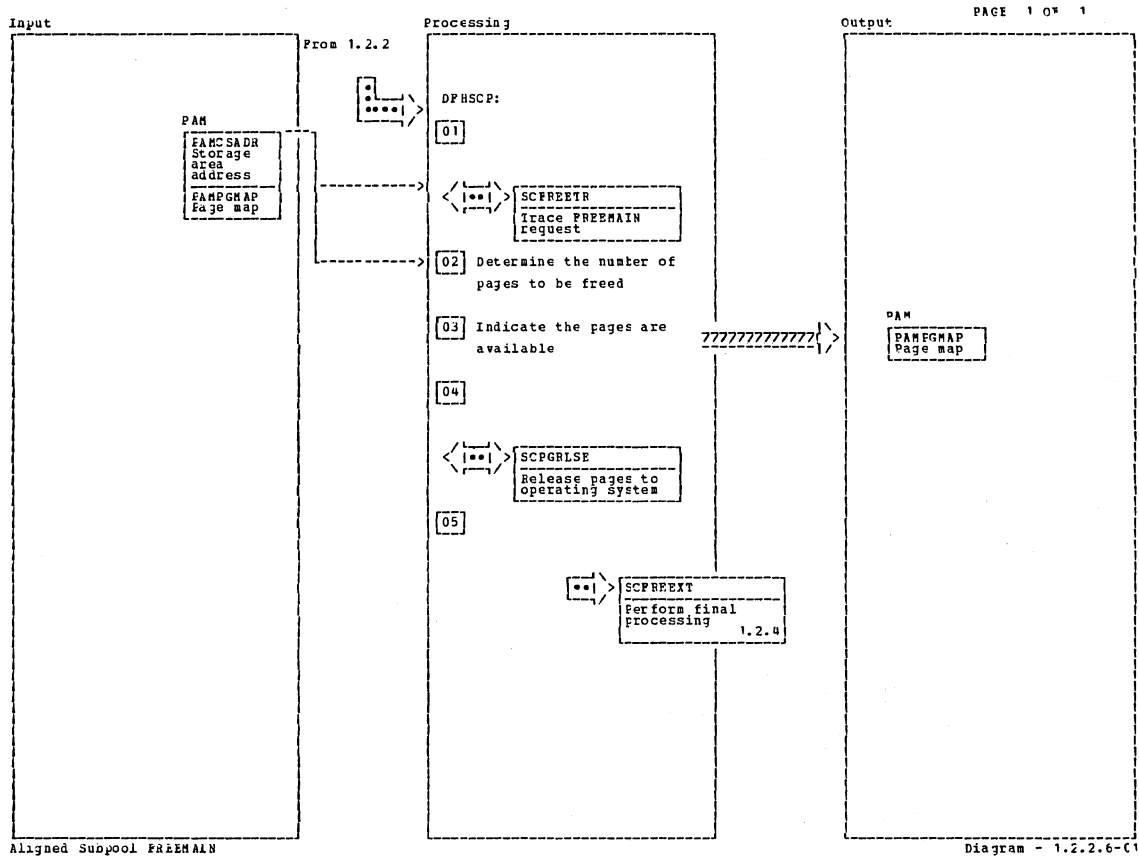 PAGE 1 OF 1
Input
Processing
Output
From 1.2.2
DFHSCP:
PAM
01
PAMCSADR
Storage
area
address
PAMPGMAP
Page map
SCFREETR
Trace FREEMAIN
request
02 Determine the number of
pages to be freed
03 Indicate the pages are
available
777777777777
PAM
PAMPGMAP
Page map
04
SCPGRLSE
Release pages to
operating system
05
SCFREEXT
Perform final
processing
1.2.4
Aligned Subpool FREEMAIN
Diagram - 1.2.2.6-01